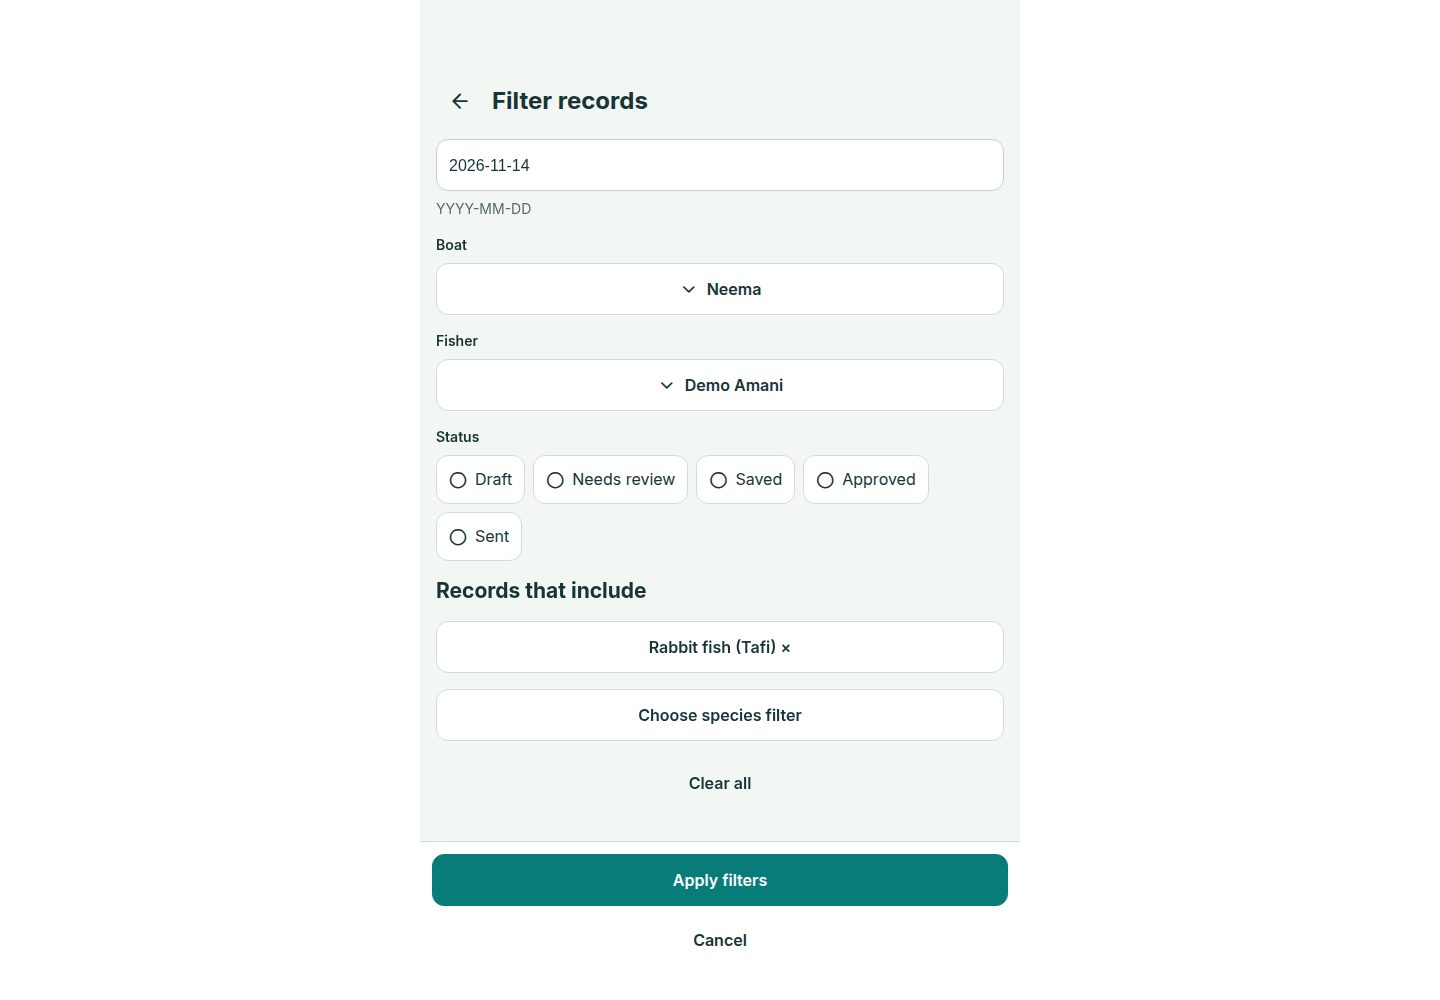 Filter records
2026-11-14
YYYY-MM-DD
Boat
Neema
Fisher
Demo Amani
Status
Draft
Needs review
Saved
Approved
Sent
Records that include
Rabbit fish (Tafi) ×
Choose species filter
Clear all
Apply filters
Cancel